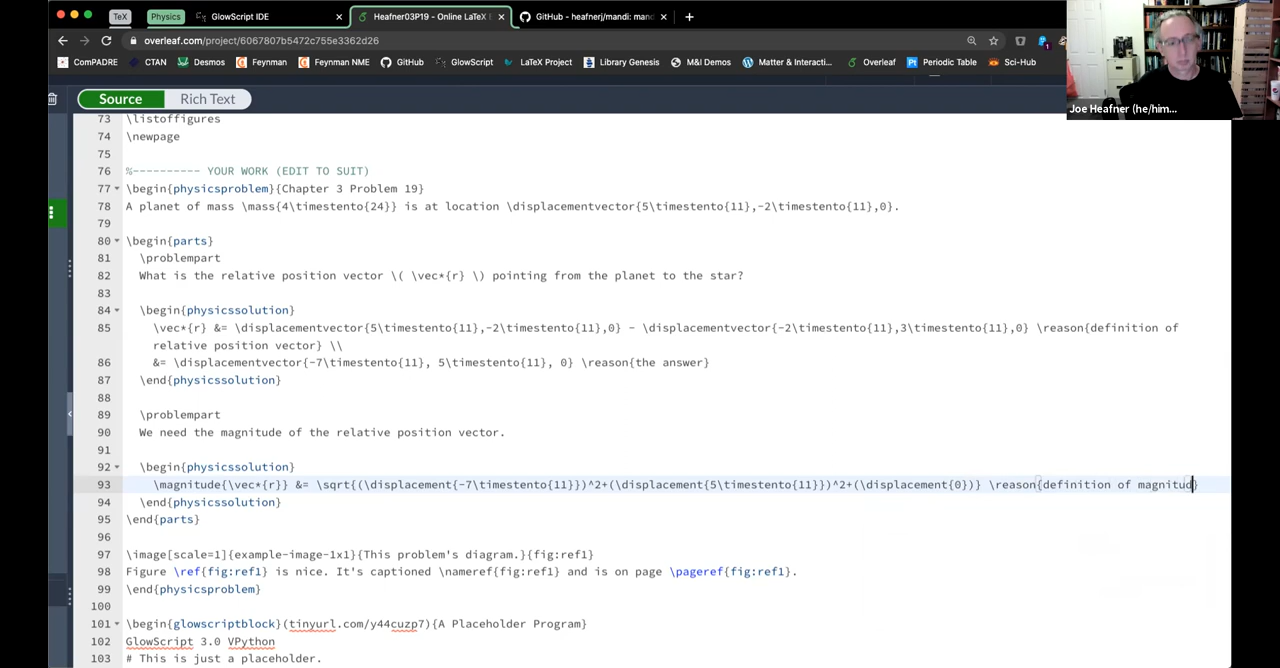 TeX Physics GlowScript IDE Heafner03P19 - Online LaTeX GitHub - heafnerj/mandi: man
overleaf.com/project/6067807b5472c755e3362d26
ComPADRE CTAN Desmos Feynman Feynman NME GitHub GlowScript LaTeX Project Library Genesis M&I Demos Matter & Interacti... Overleaf Periodic Table Sci-Hub
Joe Heafner (he/him...
Source Rich Text
73 \listoffigures
74 \newpage
75
76 %---------- YOUR WORK (EDIT TO SUIT)
77 \begin{physicsproblem}{Chapter 3 Problem 19}
78 A planet of mass \mass{4\timestento{24}} is at location \displacementvector{5\timestento{11},-2\timestento{11},0}.
79
80 \begin{parts}
81 \problempart
82 What is the relative position vector \( \vec*{r} \) pointing from the planet to the star?
83
84 \begin{physicssolution}
85 \vec*{r} &= \displacementvector{5\timestento{11},-2\timestento{11},0} - \displacementvector{-2\timestento{11},3\timestento{11},0} \reason{definition of
relative position vector} \\
86 &= \displacementvector{-7\timestento{11}, 5\timestento{11}, 0} \reason{the answer}
87 \end{physicssolution}
88
89 \problempart
90 We need the magnitude of the relative position vector.
91
92 \begin{physicssolution}
93 \magnitude{\vec*{r}} &= \sqrt{(\displacement{-7\timestento{11}})^2+(\displacement{5\timestento{11}})^2+(\displacement{0})} \reason{definition of magnitud}
94 \end{physicssolution}
95 \end{parts}
96
97 \image[scale=1]{example-image-1x1}{This problem's diagram.}{fig:ref1}
98 Figure \ref{fig:ref1} is nice. It's captioned \nameref{fig:ref1} and is on page \pageref{fig:ref1}.
99 \end{physicsproblem}
100
101 \begin{glowscriptblock}(tinyurl.com/y44cuzp7){A Placeholder Program}
102 GlowScript 3.0 VPython
103 # This is just a placeholder.